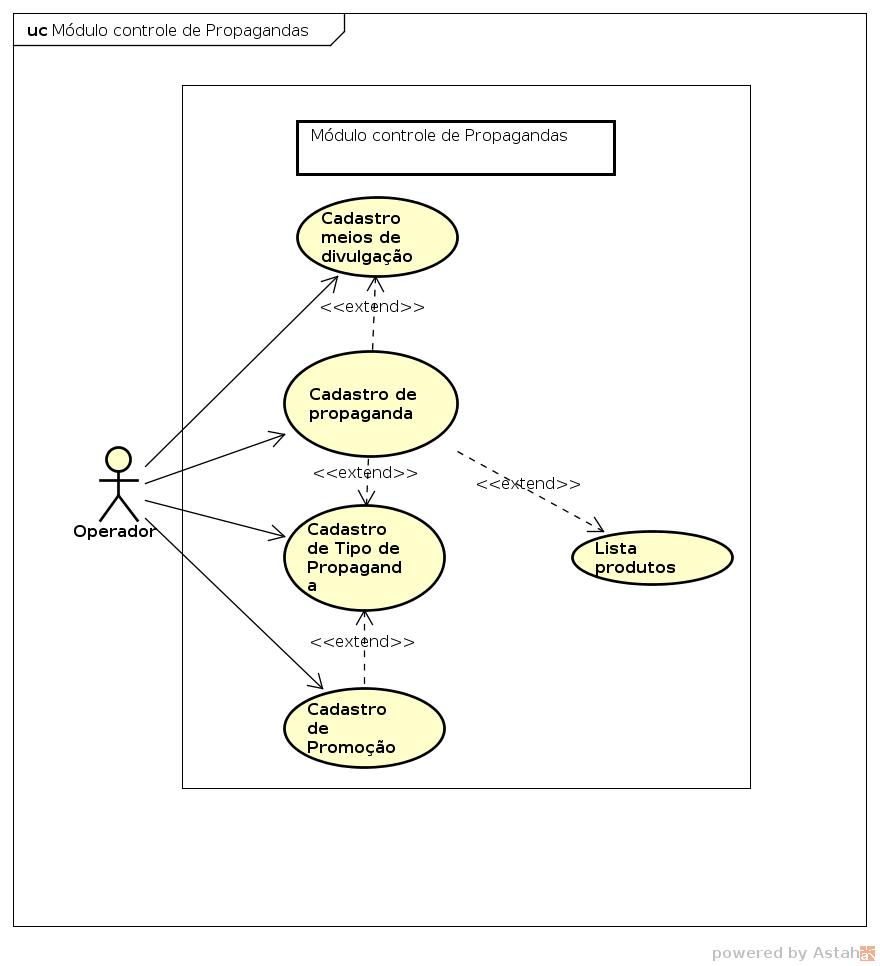 uc Módulo controle de Propagandas
Módulo controle de Propagandas
Cadastro
meios de
divulgação
<<extend>>
Cadastro de
propaganda
<<extend>>
<<extend>>
Operador
Cadastro
de Tipo de
Propagand
a
Lista
produtos
<<extend>>
Cadastro
de
Promoção
powered by Astah